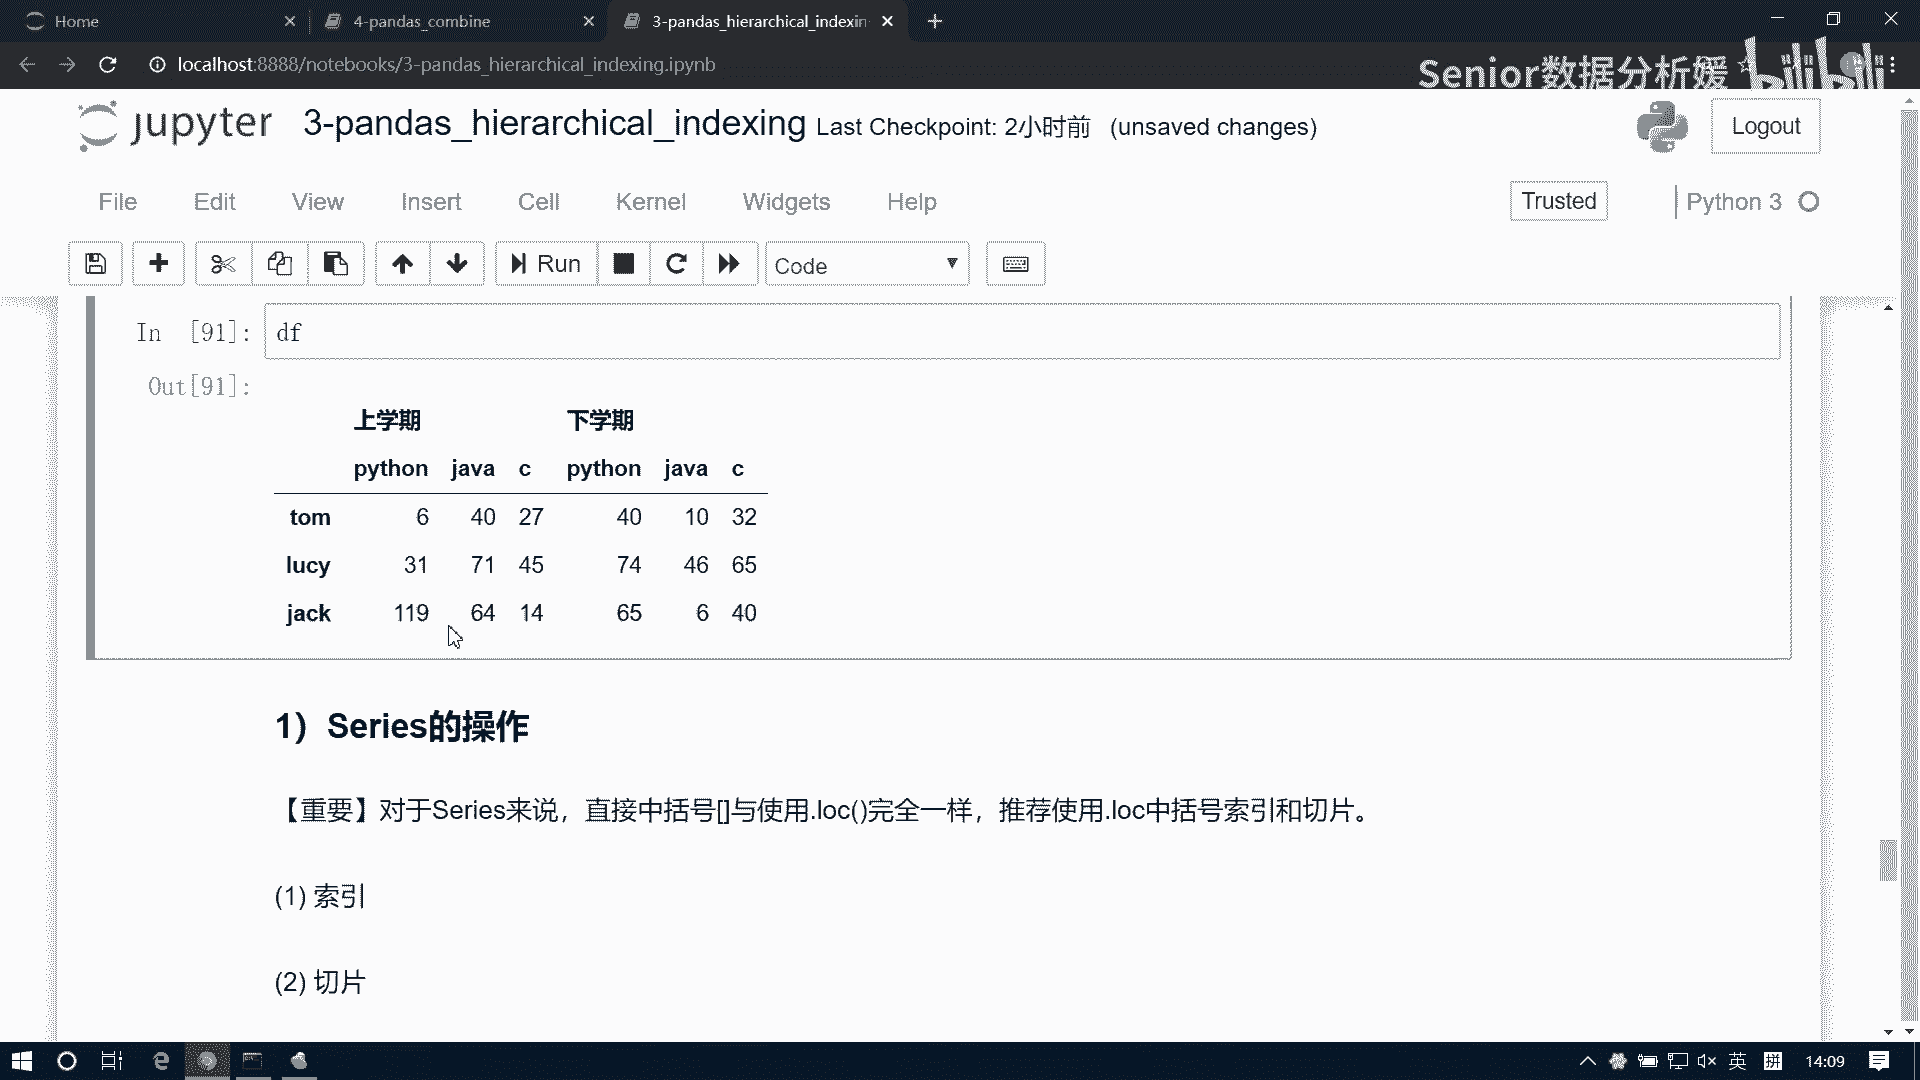 Home
4-pandas_combine
3-pandas_hierarchical_indexin
localhost:8888/notebooks/3-pandas_hierarchical_indexing.ipynb
Senior数据分析媛
bilibili
jupyter 3-pandas_hierarchical_indexing Last Checkpoint: 2小时前 (unsaved changes)
Logout
File Edit View Insert Cell Kernel Widgets Help
Trusted
Python 3
Run
Code
In [91]: df
Out[91]:
上学期 下学期
python java c python java c
tom 6 40 27 40 10 32
lucy 31 71 45 74 46 65
jack 119 64 14 65 6 40
1）Series的操作
【重要】对于Series来说，直接中括号[]与使用.loc()完全一样，推荐使用.loc中括号索引和切片。
(1) 索引
(2) 切片
英 拼 14:09